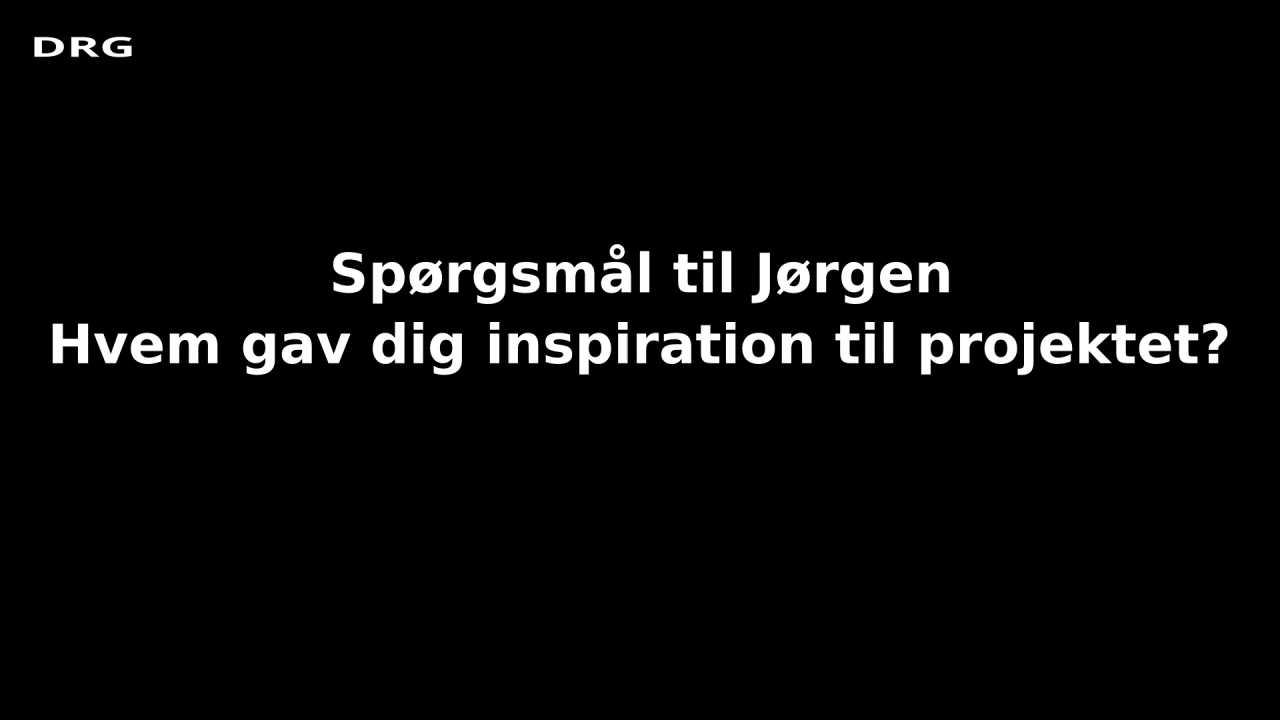 DRG
Spørgsmål til Jørgen
Hvem gav dig inspiration til projektet?